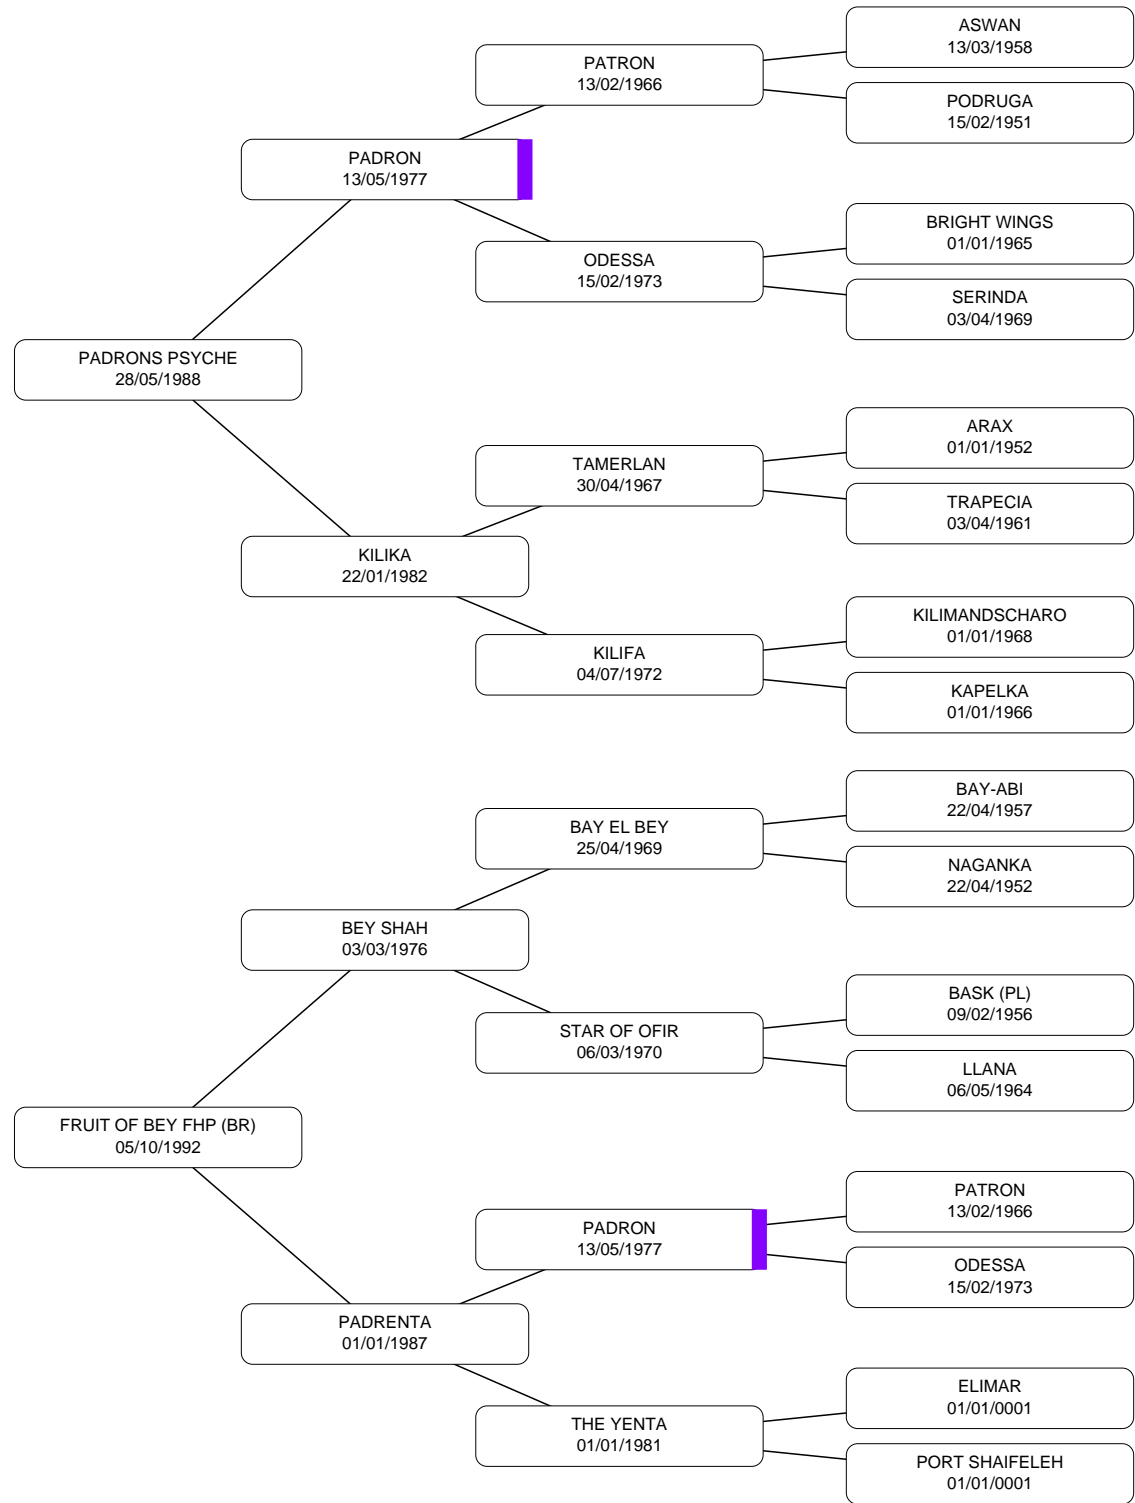 ASWAN
13/03/1958
PATRON
13/02/1966
PODRUGA
15/02/1951
PADRON
13/05/1977
BRIGHT WINGS
01/01/1965
ODESSA
15/02/1973
SERINDA
03/04/1969
PADRONS PSYCHE
28/05/1988
ARAX
01/01/1952
TAMERLAN
30/04/1967
TRAPECIA
03/04/1961
KILIKA
22/01/1982
KILIMANDSCHARO
01/01/1968
KILIFA
04/07/1972
KAPELKA
01/01/1966
BAY-ABI
22/04/1957
BAY EL BEY
25/04/1969
NAGANKA
22/04/1952
BEY SHAH
03/03/1976
BASK (PL)
09/02/1956
STAR OF OFIR
06/03/1970
LLANA
06/05/1964
FRUIT OF BEY FHP (BR)
05/10/1992
PATRON
13/02/1966
PADRON
13/05/1977
ODESSA
15/02/1973
PADRENTA
01/01/1987
ELIMAR
01/01/0001
THE YENTA
01/01/1981
PORT SHAIFELEH
01/01/0001